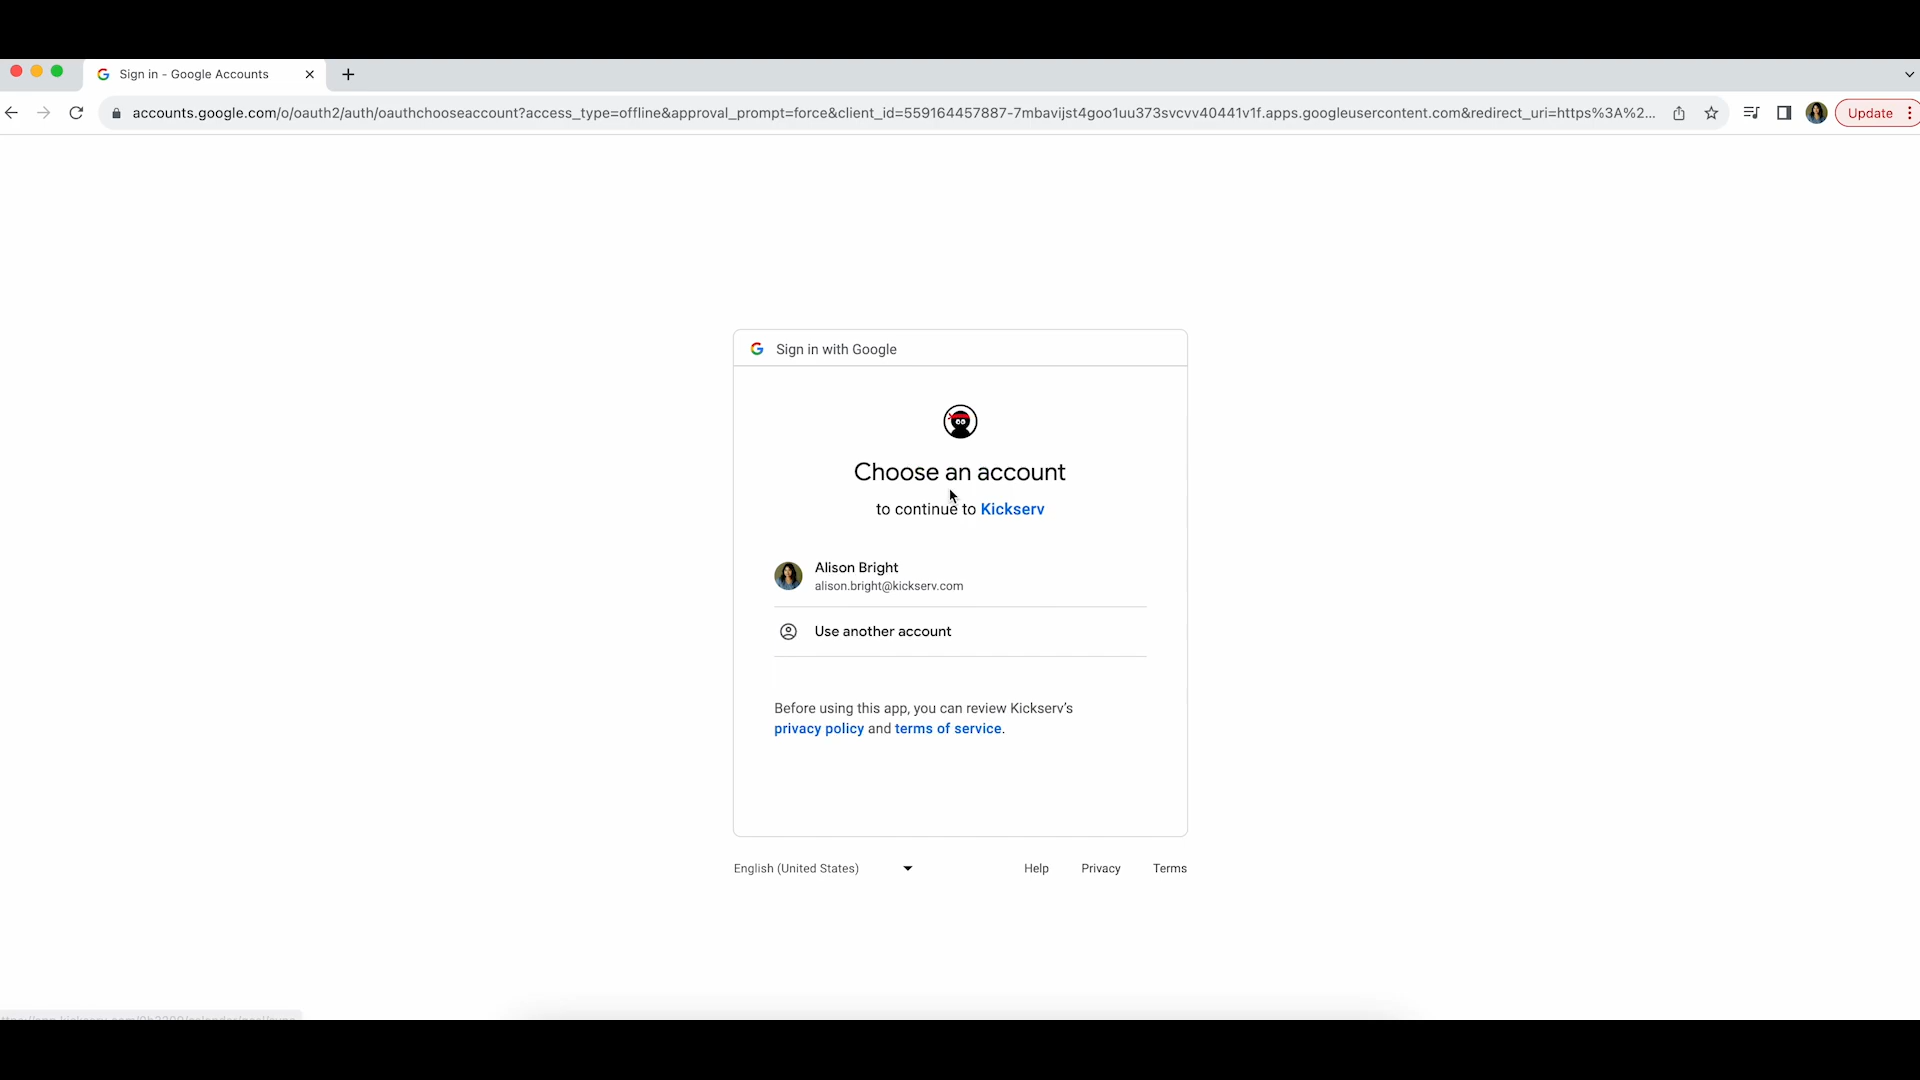 Sign in - Google Accounts
accounts.google.com/o/oauth2/auth/oauthchooseaccount?access_type=offline&approval_prompt=force&client_id=559164457887-7mbavijst4goo1uu373svcvv40441v1f.apps.googleusercontent.com&redirect_uri=https%3A%2...
Update
Sign in with Google
Choose an account
to continue to Kickserv
Alison Bright
alison.bright@kickserv.com
Use another account
Before using this app, you can review Kickserv's
privacy policy and terms of service.
English (United States)
Help
Privacy
Terms